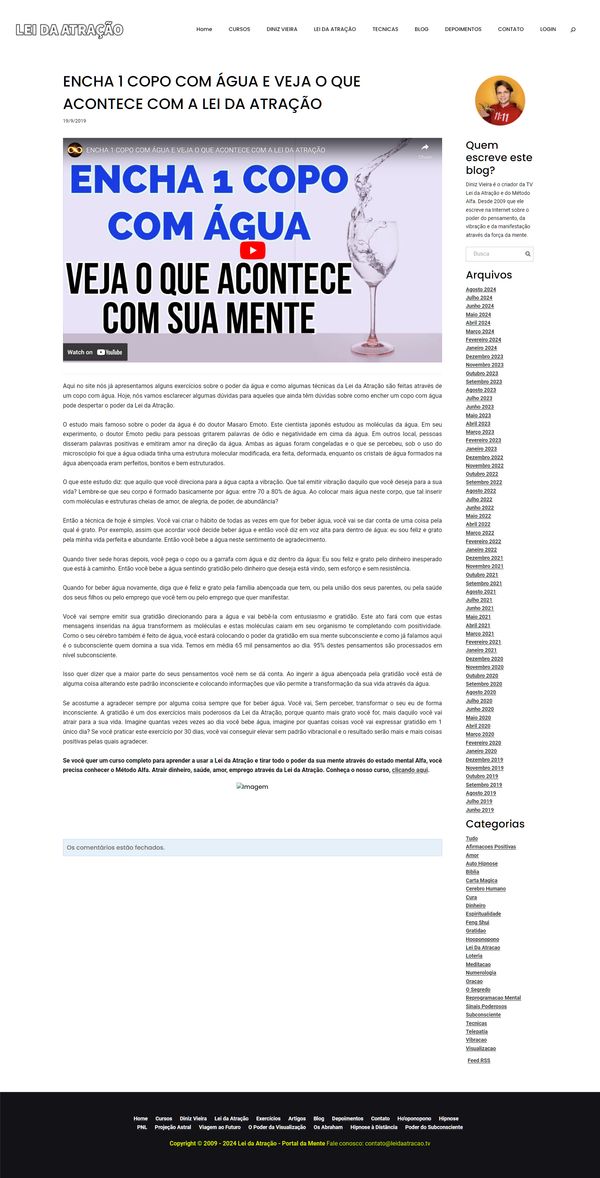 LEI DA ATRAÇÃO
Home CURSOS DINIZ VIEIRA LEI DA ATRAÇÃO TECNICAS BLOG DEPOIMENTOS CONTATO LOGIN
ENCHA 1 COPO COM ÁGUA E VEJA O QUE
ACONTECE COM A LEI DA ATRAÇÃO
19/9/2019
ENCHA 1 COPO COM ÁGUA E VEJA O QUE ACONTECE COM A LEI DA ATRAÇÃO
Share
ENCHA 1 COPO
COM ÁGUA
VEJA O QUE ACONTECE
COM SUA MENTE
Watch on YouTube
Aqui no site nós já apresentamos alguns exercícios sobre o poder da água e como algumas técnicas da Lei da Atração são feitas através de
um copo com água. Hoje, nós vamos esclarecer algumas dúvidas para aqueles que ainda têm dúvidas sobre como encher um copo com água
pode despertar o poder da Lei da Atração.
O estudo mais famoso sobre o poder da água é do doutor Masaro Emoto. Este cientista japonês estudou as moléculas da água. Em seu
experimento, o doutor Emoto pediu para pessoas gritarem palavras de ódio e negatividade em cima da água. Em outros local, pessoas
disseram palavras positivas e emitiram amor na direção da água. Ambas as águas foram congeladas e o que se percebeu, sob o uso do
microscópio foi que a água odiada tinha uma estrutura molecular modificada, era feita, deformada, enquanto os cristais de água formados na
água abençoada eram perfeitos, bonitos e bem estruturados.
O que este estudo diz: que aquilo que você direciona para a água capta a vibração. Que tal emitir vibração daquilo que você deseja para a sua
vida? Lembre-se que seu corpo é formado basicamente por água: entre 70 a 80% de água. Ao colocar mais água neste corpo, que tal inserir
com moléculas e estruturas cheias de amor, de alegria, de poder, de abundância?
Então a técnica de hoje é simples. Você vai criar o hábito de todas as vezes em que for beber água, você vai se dar conta de uma coisa pela
qual é grato. Por exemplo, assim que acordar você decide beber água e então você diz em voz alta para dentro de água: eu sou feliz e grato
pela minha vida perfeita e abundante. Então você bebe a água neste sentimento de agradecimento.
Quando tiver sede horas depois, você pega o copo ou a garrafa com água e diz dentro da água: Eu sou feliz e grato pelo dinheiro inesperado
que está à caminho. Então você bebe a água sentindo gratidão pelo dinheiro que deseja está vindo, sem esforço e sem resistência.
Quando for beber água novamente, diga que é feliz e grato pela família abençoada que tem, ou pela união dos seus parentes, ou pela saúde
dos seus filhos ou pelo emprego que você tem ou pelo emprego que quer manifestar.
Você vai sempre emitir sua gratidão direcionando para a água e vai bebê-la com entusiasmo e gratidão. Este ato fará com que estas
mensagens inseridas na água transformem as moléculas e estas moléculas caiam em seu organismo te completando com positividade.
Como o seu cérebro também é feito de água, você estará colocando o poder da gratidão em sua mente subconsciente e como já falamos aqui
é o subconsciente quem domina a sua vida. Temos em média 65 mil pensamentos ao dia. 95% destes pensamentos são processados em
nível subconsciente.
Isso quer dizer que a maior parte do seus pensamentos você nem se dá conta. Ao ingerir a água abençoada pela gratidão você está de
alguma coisa alterando este padrão inconsciente e colocando informações que vão permite a transformação da sua vida através da água.
Se acostume a agradecer sempre por alguma coisa sempre que for beber água. Você vai, Sem perceber, transformar o seu eu de forma
inconsciente. A gratidão é um dos exercícios mais poderosos da Lei da Atração, porque quanto mais grato você for, mais daquilo você vai
atrair para a sua vida. Imagine quantas vezes vezes ao dia você bebe água, imagine por quantas coisas você vai expressar gratidão em 1
único dia? Se você praticar este exercício por 30 dias, você vai conseguir elevar sem padrão vibracional e o resultado serão mais e mais coisas
positivas pelas quais agradecer.
Se você quer um curso completo para aprender a usar a Lei da Atração e tirar todo o poder da sua mente através do estado mental Alfa, você
precisa conhecer o Método Alfa. Atrair dinheiro, saúde, amor, emprego através da Lei da Atração. Conheça o nosso curso, clicando aqui.
Imagem
Os comentários estão fechados.
11:11
Quem
escreve este
blog?
Diniz Vieira é o criador da TV
Lei da Atração e do Método
Alfa. Desde 2009 que ele
escreve na Internet sobre o
poder do pensamento, da
vibração e da manifestação
através da força da mente.
Busca
Arquivos
Agosto 2024
Julho 2024
Junho 2024
Maio 2024
Abril 2024
Março 2024
Fevereiro 2024
Janeiro 2024
Dezembro 2023
Novembro 2023
Outubro 2023
Setembro 2023
Agosto 2023
Julho 2023
Junho 2023
Maio 2023
Abril 2023
Março 2023
Fevereiro 2023
Janeiro 2023
Dezembro 2022
Novembro 2022
Outubro 2022
Setembro 2022
Agosto 2022
Julho 2022
Junho 2022
Maio 2022
Abril 2022
Março 2022
Fevereiro 2022
Janeiro 2022
Dezembro 2021
Novembro 2021
Outubro 2021
Setembro 2021
Agosto 2021
Julho 2021
Junho 2021
Maio 2021
Abril 2021
Março 2021
Fevereiro 2021
Janeiro 2021
Dezembro 2020
Novembro 2020
Outubro 2020
Setembro 2020
Agosto 2020
Julho 2020
Junho 2020
Maio 2020
Abril 2020
Março 2020
Fevereiro 2020
Janeiro 2020
Dezembro 2019
Novembro 2019
Outubro 2019
Setembro 2019
Agosto 2019
Julho 2019
Junho 2019
Categorias
Tudo
Afirmacoes Positivas
Amor
Auto Hipnose
Biblia
Carta Magica
Cerebro Humano
Cura
Dinheiro
Espiritualidade
Feng Shui
Gratidao
Hooponopono
Lei Da Atracao
Loteria
Meditacao
Numerologia
Oracao
O Segredo
Reprogramacao Mental
Sinais Poderosos
Subconsciente
Tecnicas
Telepatia
Vibracao
Visualizacao
Feed RSS
Home Cursos Diniz Vieira Lei da Atração Exercícios Artigos Blog Depoimentos Contato Ho'oponopono Hipnose
PNL Projeção Astral Viagem ao Futuro O Poder da Visualização Os Abraham Hipnose à Distância Poder do Subconsciente
Copyright © 2009 - 2024 Lei da Atração - Portal da Mente Fale conosco: contato@leidaatracao.tv